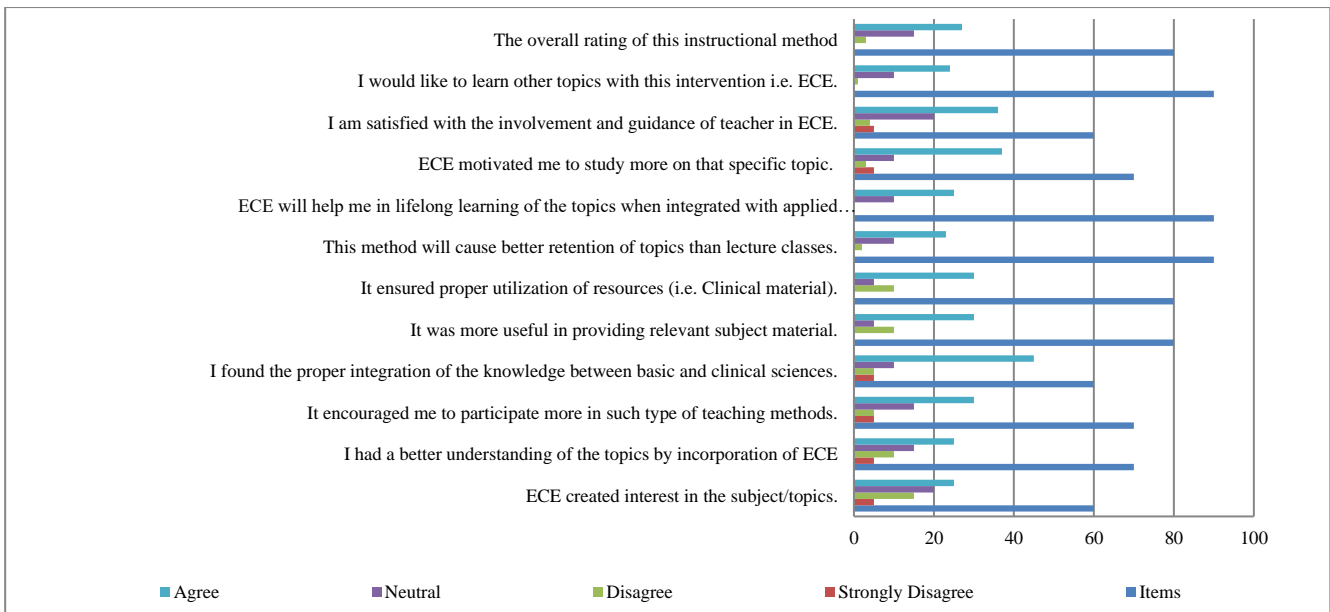 The overall rating of this instructional method
I would like to learn other topics with this intervention i.e. ECE.
I am satisfied with the involvement and guidance of teacher in ECE.
ECE motivated me to study more on that specific topic.
ECE will help me in lifelong learning of the topics when integrated with applied…
This method will cause better retention of topics than lecture classes.
It ensured proper utilization of resources (i.e. Clinical material).
It was more useful in providing relevant subject material.
I found the proper integration of the knowledge between basic and clinical sciences.
It encouraged me to participate more in such type of teaching methods.
I had a better understanding of the topics by incorporation of ECE
ECE created interest in the subject/topics.
0 20 40 60 80 100
Agree Neutral Disagree Strongly Disagree Items